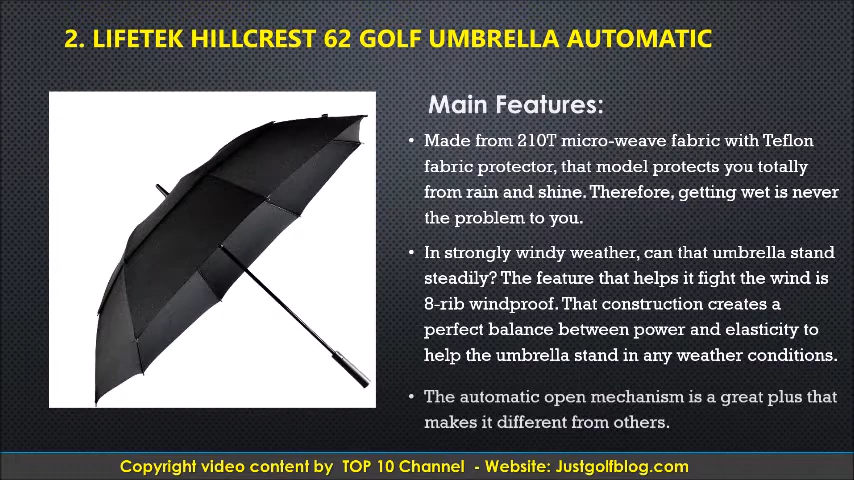 2. LIFETEK HILLCREST 62 GOLF UMBRELLA AUTOMATIC
Main Features:
• Made from 210T micro-weave fabric with Teflon
fabric protector, that model protects you totally
from rain and shine. Therefore, getting wet is never
the problem to you.
• In strongly windy weather, can that umbrella stand
steadily? The feature that helps it fight the wind is
8-rib windproof. That construction creates a
perfect balance between power and elasticity to
help the umbrella stand in any weather conditions.
• The automatic open mechanism is a great plus that
makes it different from others.
Copyright video content by TOP 10 Channel - Website: Justgolfblog.com